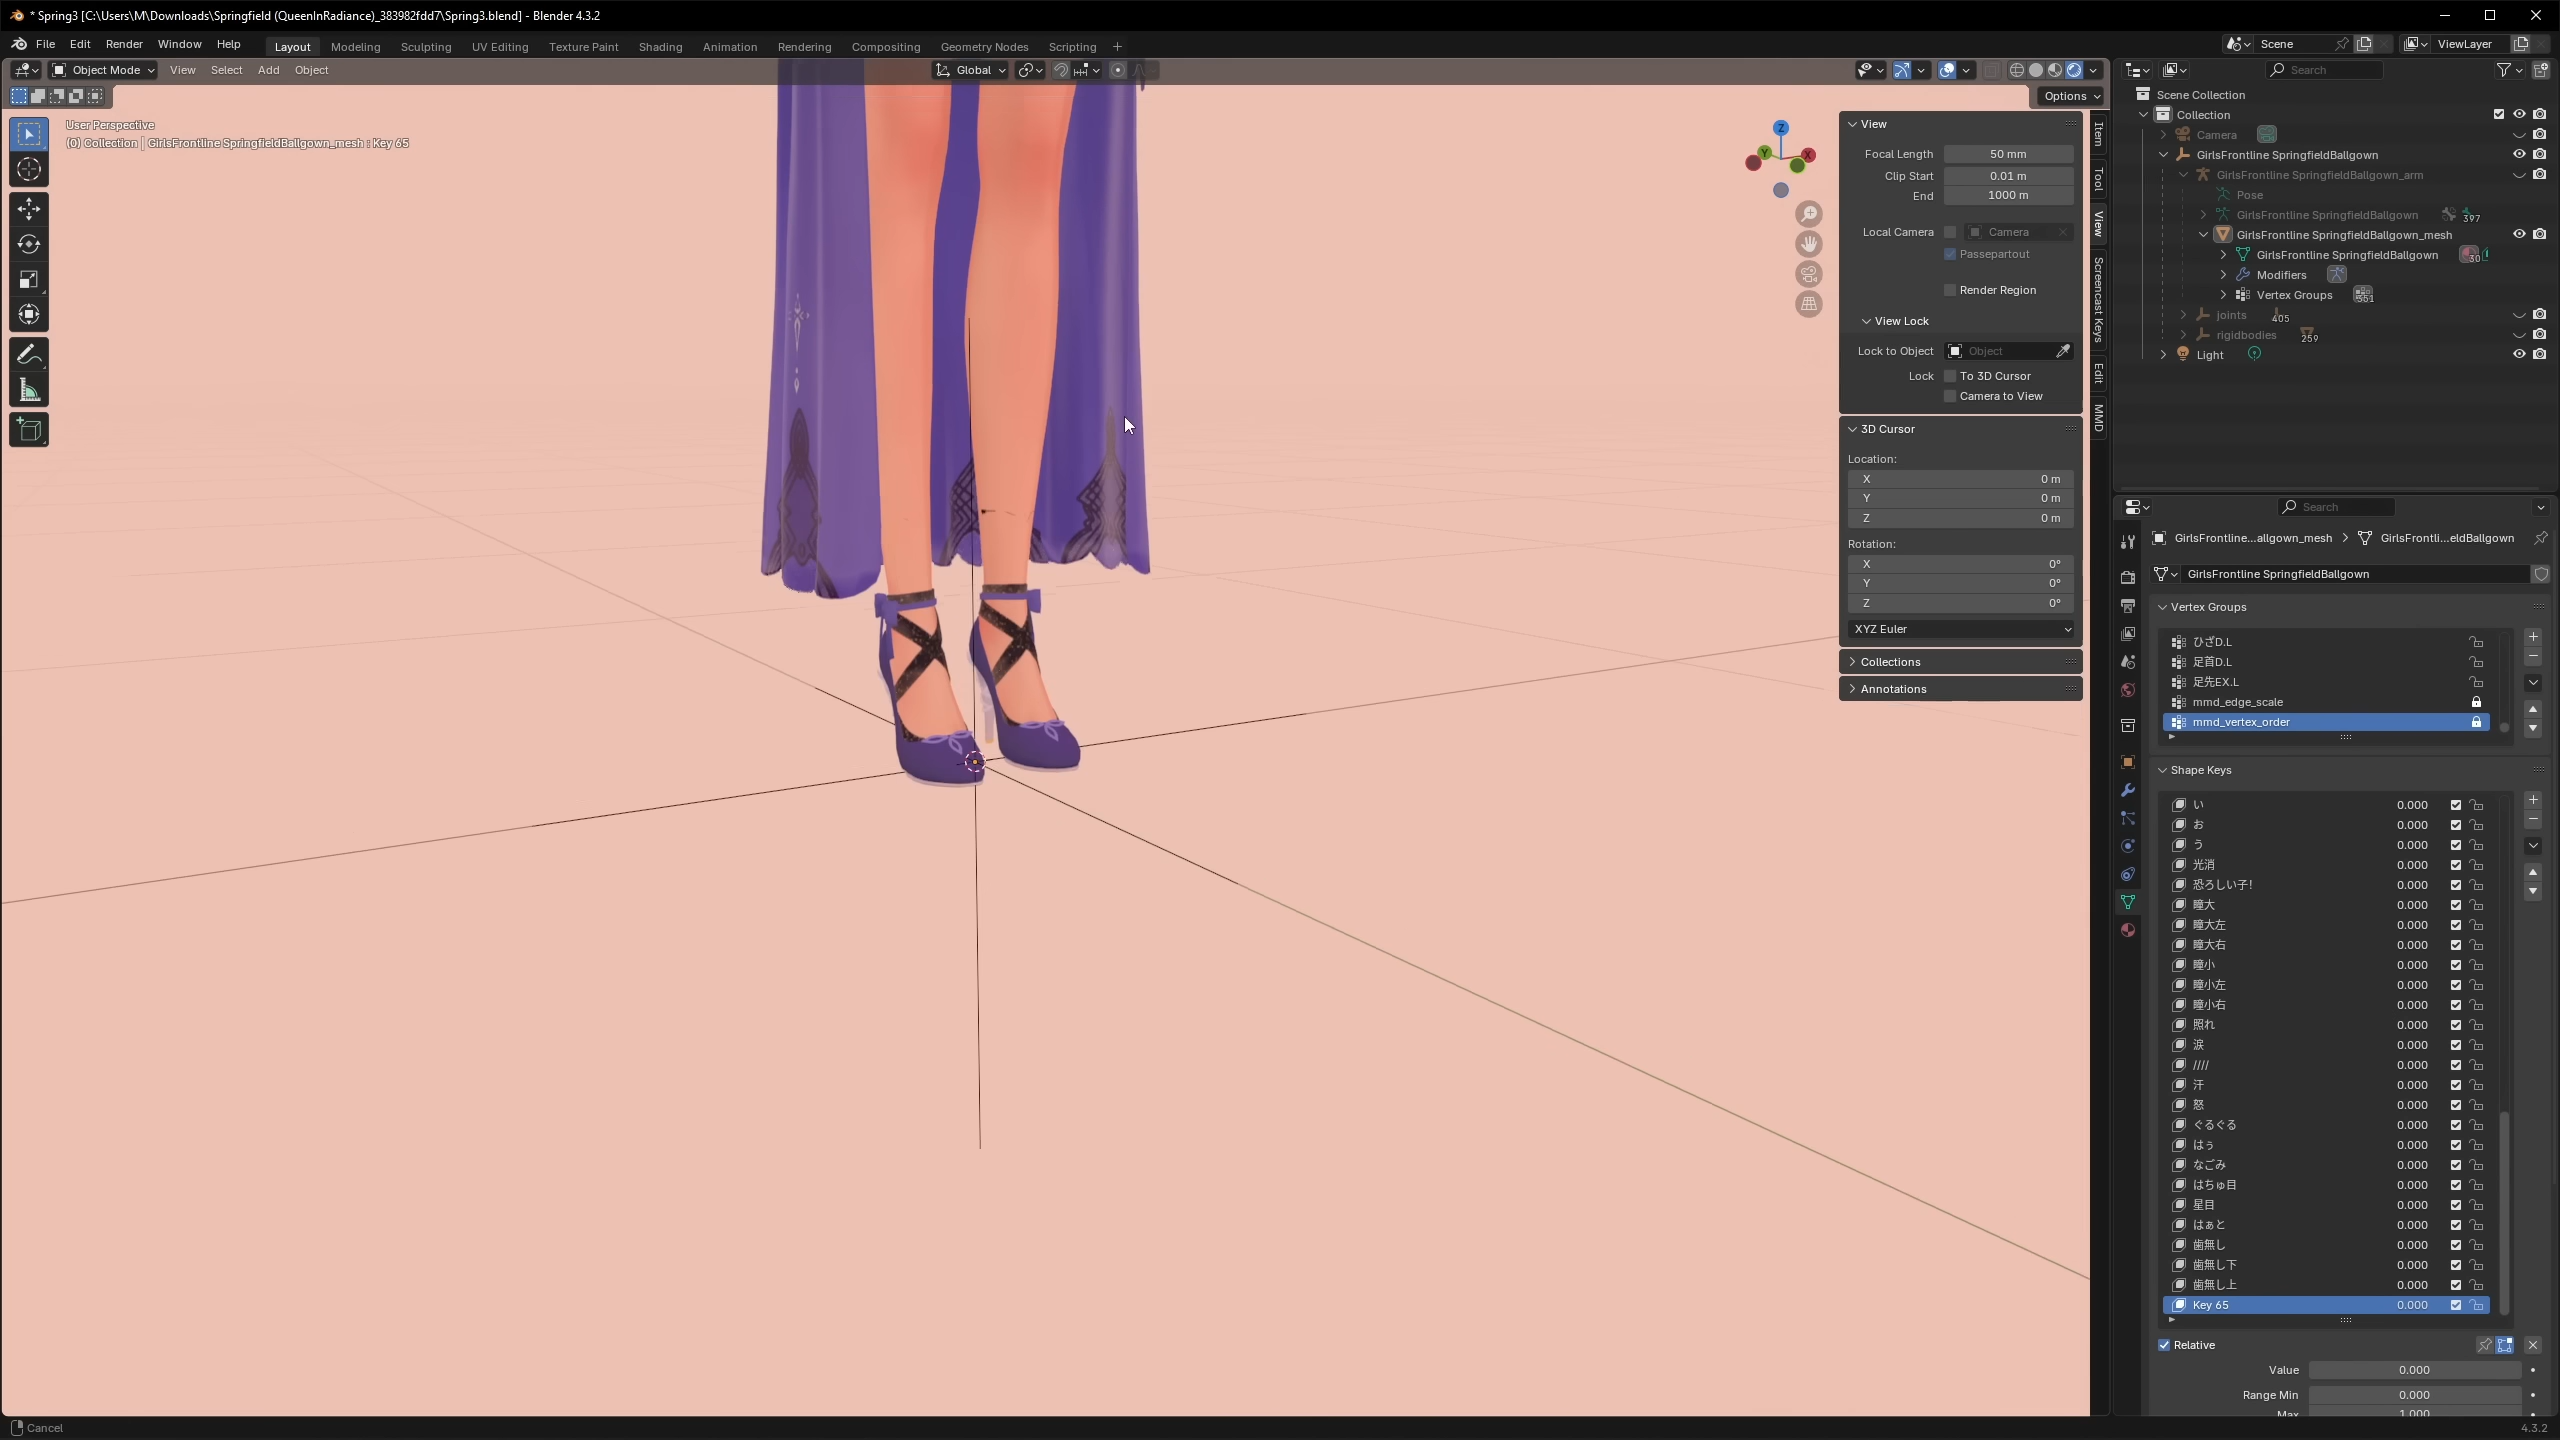 * Spring3 [C:\Users\M\Downloads\Springfield (QueenInRadiance)_383982fdd7\Spring3.blend] - Blender 4.3.2
File Edit Render Window Help Layout Modeling Sculpting UV Editing Texture Paint Shading Animation Rendering Compositing Geometry Nodes Scripting + Scene ViewLayer
Object Mode View Select Add Object Global Search
Options
User Perspective
(0) Collection | GirlsFrontline SpringfieldBallgown_mesh : Key 65
Z
Y
X
View
Focal Length 50 mm
Clip Start 0.01 m
End 1000 m
Local Camera Camera
Passepartout
Render Region
View Lock
Lock to Object Object
Lock To 3D Cursor
Camera to View
3D Cursor
Location:
X 0 m
Y 0 m
Z 0 m
Rotation:
X 0°
Y 0°
Z 0°
XYZ Euler
Collections
Annotations
Item
Tool
View
Screencast Keys
Edit
MMD
Scene Collection
Collection
Camera
GirlsFrontline SpringfieldBallgown
GirlsFrontline SpringfieldBallgown_arm
Pose
GirlsFrontline SpringfieldBallgown 397
GirlsFrontline SpringfieldBallgown_mesh
GirlsFrontline SpringfieldBallgown 30
Modifiers
Vertex Groups 351
joints 405
rigidbodies 259
Light
Search
GirlsFrontline...allgown_mesh > GirlsFrontli...eldBallgown
GirlsFrontline SpringfieldBallgown
Vertex Groups
ひざD.L
足首D.L
足先EX.L
mmd_edge_scale
mmd_vertex_order
Shape Keys
い 0.000
お 0.000
う 0.000
光消 0.000
恐ろしい子! 0.000
瞳大 0.000
瞳大左 0.000
瞳大右 0.000
瞳小 0.000
瞳小左 0.000
瞳小右 0.000
照れ 0.000
涙 0.000
//// 0.000
汗 0.000
怒 0.000
ぐるぐる 0.000
はぅ 0.000
なごみ 0.000
はちゅ目 0.000
星目 0.000
はぁと 0.000
歯無し 0.000
歯無し下 0.000
歯無し上 0.000
Key 65 0.000
Relative
Value 0.000
Range Min 0.000
Max 1.000
Cancel 4.3.2